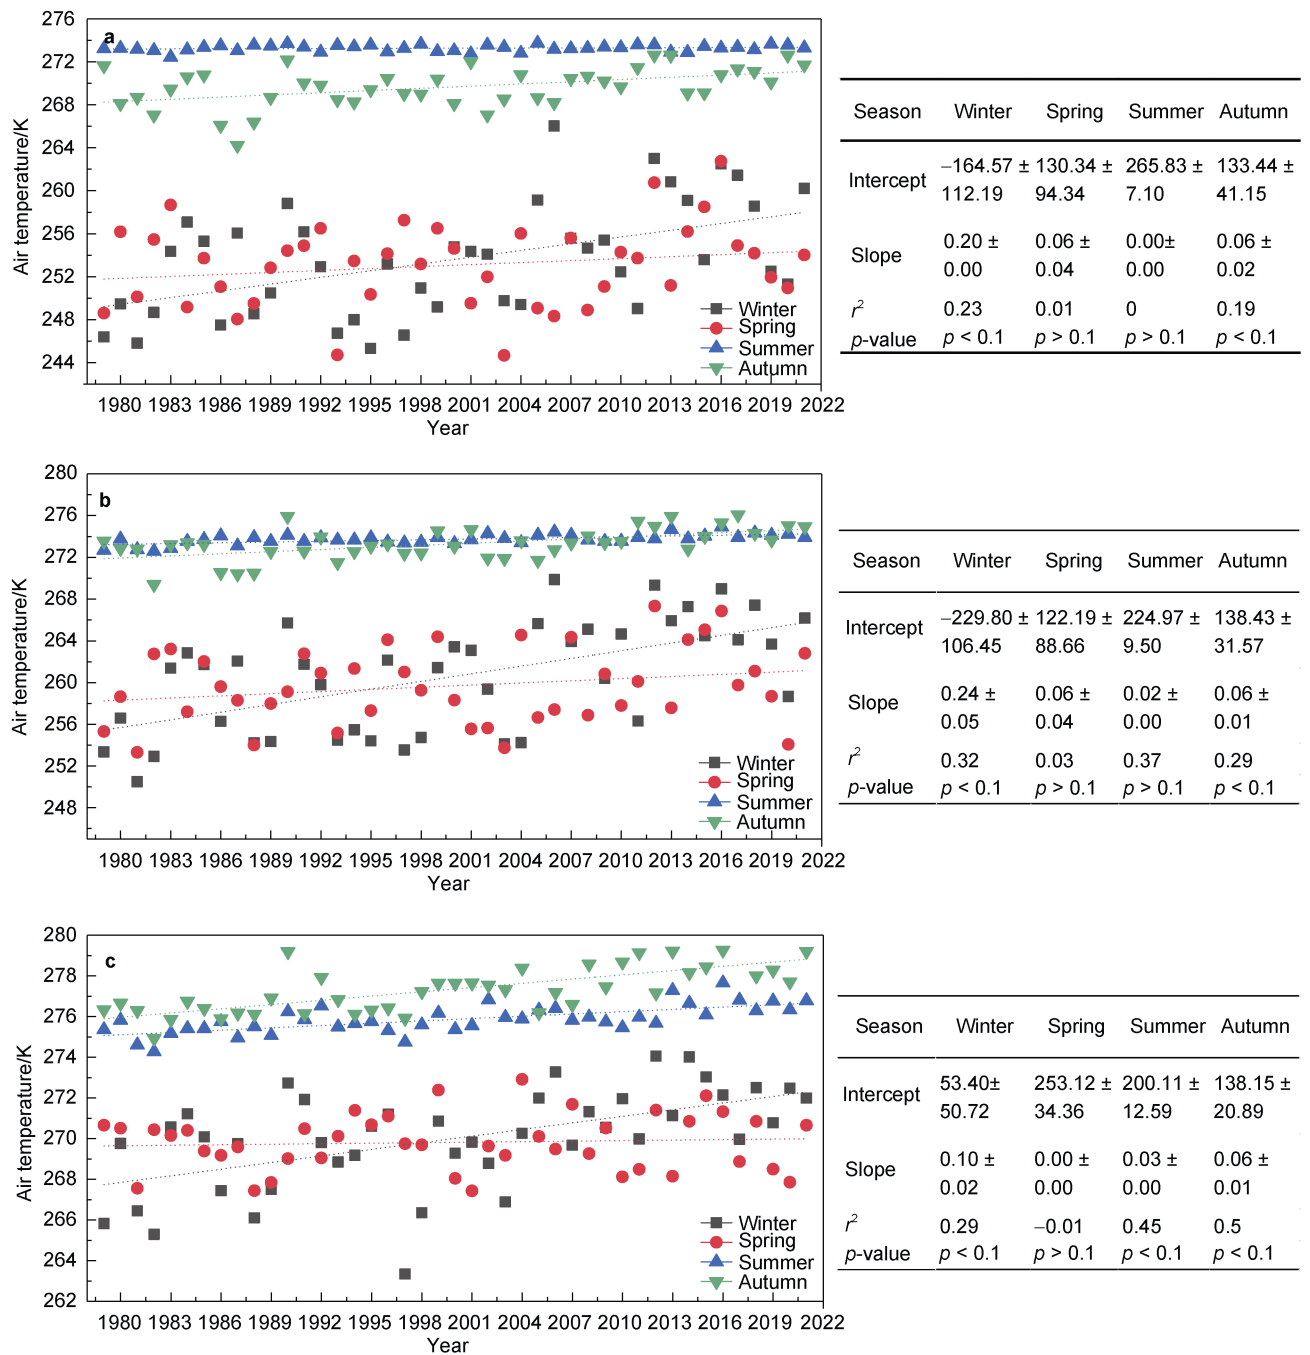 276
272
268
264
260
256
252
248
244
Air temperature/K
a
Winter
Spring
Summer
Autumn
1980 1983 1986 1989 1992 1995 1998 2001 2004 2007 2010 2013 2016 2019 2022
Year
Season Winter Spring Summer Autumn
Intercept −164.57 ± 130.34 ± 265.83 ± 133.44 ±
112.19 94.34 7.10 41.15
Slope 0.20 ± 0.06 ± 0.00± 0.06 ±
0.00 0.04 0.00 0.02
r² 0.23 0.01 0 0.19
p-value p < 0.1 p > 0.1 p > 0.1 p < 0.1
280
276
272
268
264
260
256
252
248
Air temperature/K
b
Winter
Spring
Summer
Autumn
1980 1983 1986 1989 1992 1995 1998 2001 2004 2007 2010 2013 2016 2019 2022
Year
Season Winter Spring Summer Autumn
Intercept −229.80 ± 122.19 ± 224.97 ± 138.43 ±
106.45 88.66 9.50 31.57
Slope 0.24 ± 0.06 ± 0.02 ± 0.06 ±
0.05 0.04 0.00 0.01
r² 0.32 0.03 0.37 0.29
p-value p < 0.1 p > 0.1 p > 0.1 p < 0.1
280
278
276
274
272
270
268
266
264
262
Air temperature/K
c
Winter
Spring
Summer
Autumn
1980 1983 1986 1989 1992 1995 1998 2001 2004 2007 2010 2013 2016 2019 2022
Year
Season Winter Spring Summer Autumn
Intercept 53.40± 253.12 ± 200.11 ± 138.15 ±
50.72 34.36 12.59 20.89
Slope 0.10 ± 0.00 ± 0.03 ± 0.06 ±
0.02 0.00 0.00 0.01
r² 0.29 −0.01 0.45 0.5
p-value p < 0.1 p > 0.1 p < 0.1 p < 0.1